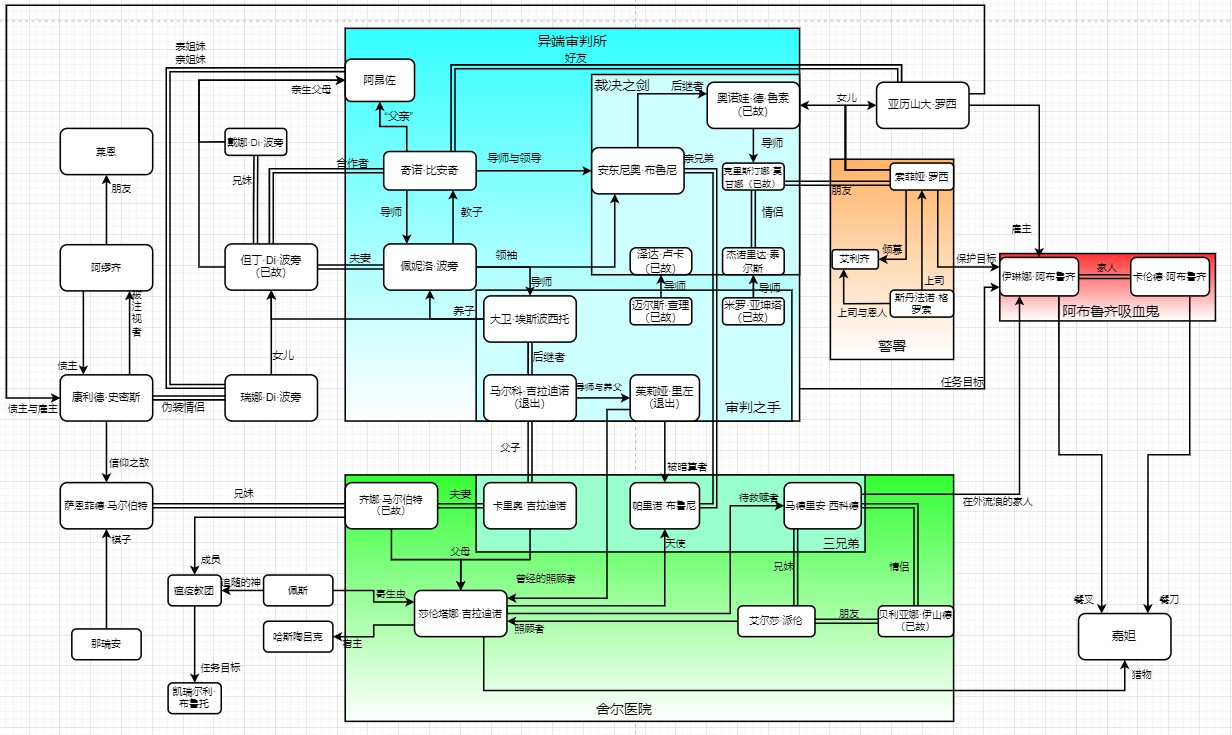 异端审判所
表姐妹
亲姐妹
好友
阿昆佐
亲生父母
裁决之剑
后继者
奥诺娃·德·鲁索
(已故)
女儿
亚历山大·罗西
"父亲"
莱恩
戴娜·Di·波旁
合作者
奇诺·比安奇
导师与领导
安东尼奥·布鲁尼
亲兄弟
导师
克里斯汀娜·莫
甘娜（已故）
朋友
索菲娅·罗西
朋友
兄妹
导师
教子
情侣
雇主
阿缪齐
但丁·Di·波旁
（已故）
夫妻
佩妮洛·波旁
领袖
导师
泽达·卢卡
(已故)
杰诺里达·泰
尔斯
倾慕
艾利齐
保护目标
伊琳娜·阿布鲁齐
家人
卡伦德·阿布鲁齐
被
注
视
者
养子
大卫·埃斯波西托
导师
导师
迈尔斯·查理
(已故)
米罗·亚坤塔
(已故)
上司
上司与恩人
斯丹法诺·格
罗索
阿布鲁齐吸血鬼
警署
女儿
后继者
债主
债主与雇主
康利德·史密斯
伪装情侣
瑞娜·Di·波旁
马尔科·吉拉迪诺
（退出）
导师与养父
茱莉娅·里左
（退出）
审判之手
任务目标
父子
信仰之敌
被暗算者
萨恩菲德·马尔伯特
兄妹
齐娜·马尔伯特
（已故）
夫妻
卡里奥·吉拉迪诺
帕里诺·布鲁尼
待救赎者
马德里安·西科德
在外流浪的家人
棋子
父母
天使
三兄弟
成员
曾经的照顾者
兄妹
情侣
瘟疫教团
追随的神
佩斯
寄生虫
莎伦塔娜·吉拉迪诺
照顾者
艾尔莎·派伦
朋友
贝利亚娜·伊山德
（已故）
餐叉
餐刀
嘉妲
那瑞安
哈斯陶吕克
宿主
任务目标
凯瑞尔利·
布鲁托
猎物
舍尔医院